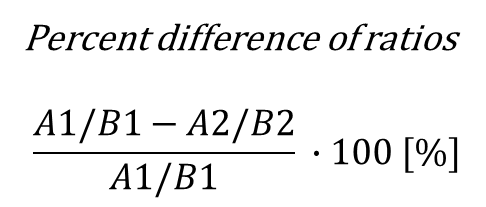 Percent difference of ratios
A1/B1 − A2/B2
A1/B1
· 100 [%]